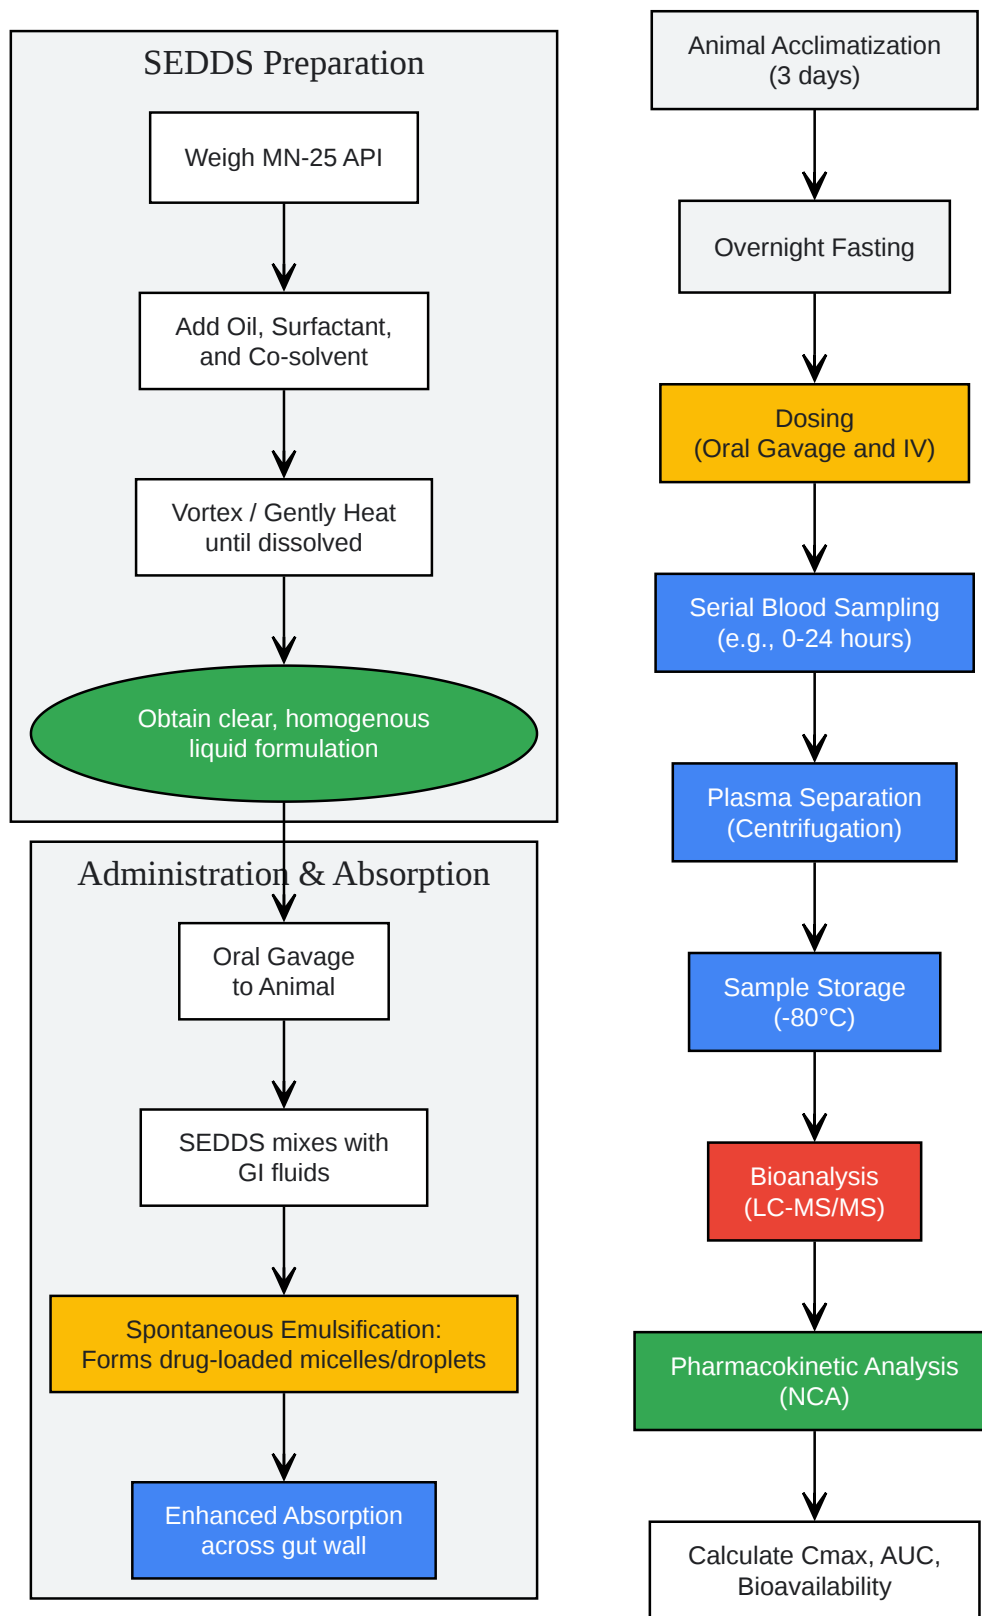 SEDDS Preparation
Weigh MN-25 API
Add Oil, Surfactant,
and Co-solvent
Vortex / Gently Heat
until dissolved
Obtain clear, homogenous
liquid formulation
Administration & Absorption
Oral Gavage
to Animal
SEDDS mixes with
GI fluids
Spontaneous Emulsification:
Forms drug-loaded micelles/droplets
Enhanced Absorption
across gut wall
Animal Acclimatization
(3 days)
Overnight Fasting
Dosing
(Oral Gavage and IV)
Serial Blood Sampling
(e.g., 0-24 hours)
Plasma Separation
(Centrifugation)
Sample Storage
(-80°C)
Bioanalysis
(LC-MS/MS)
Pharmacokinetic Analysis
(NCA)
Calculate Cmax, AUC,
Bioavailability